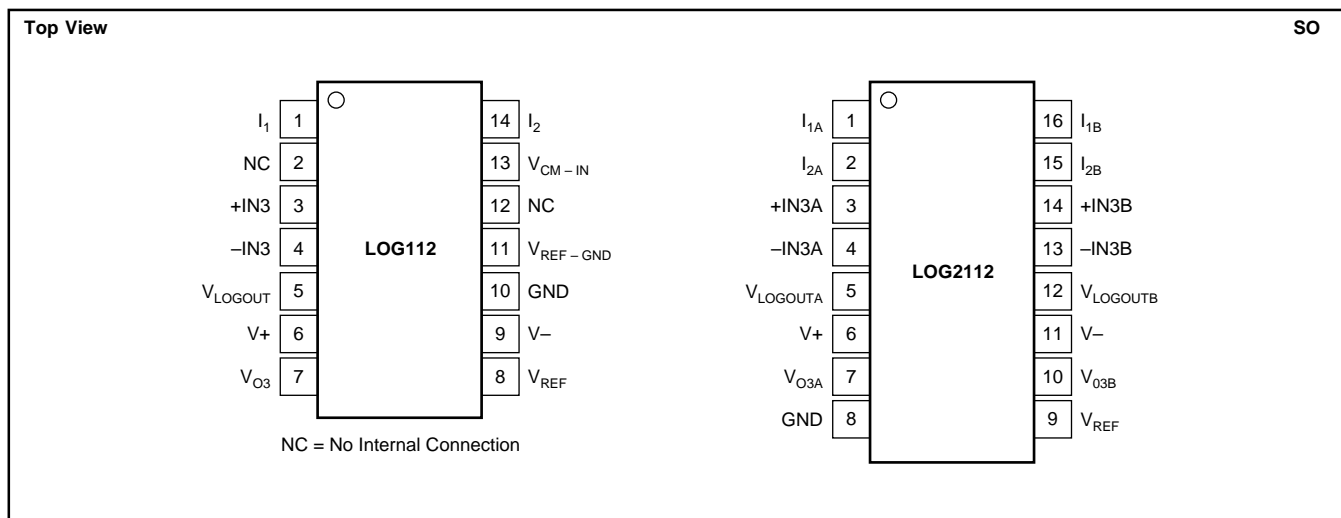 Top View
SO
I1 1
NC 2
+IN3 3
–IN3 4
VLOGOUT 5
V+ 6
VO3 7
14 I2
13 VCM – IN
12 NC
11 VREF – GND
10 GND
9 V–
8 VREF
LOG112
NC = No Internal Connection
I1A 1
I2A 2
+IN3A 3
–IN3A 4
VLOGOUTA 5
V+ 6
VO3A 7
GND 8
16 I1B
15 I2B
14 +IN3B
13 –IN3B
12 VLOGOUTB
11 V–
10 V03B
9 VREF
LOG2112